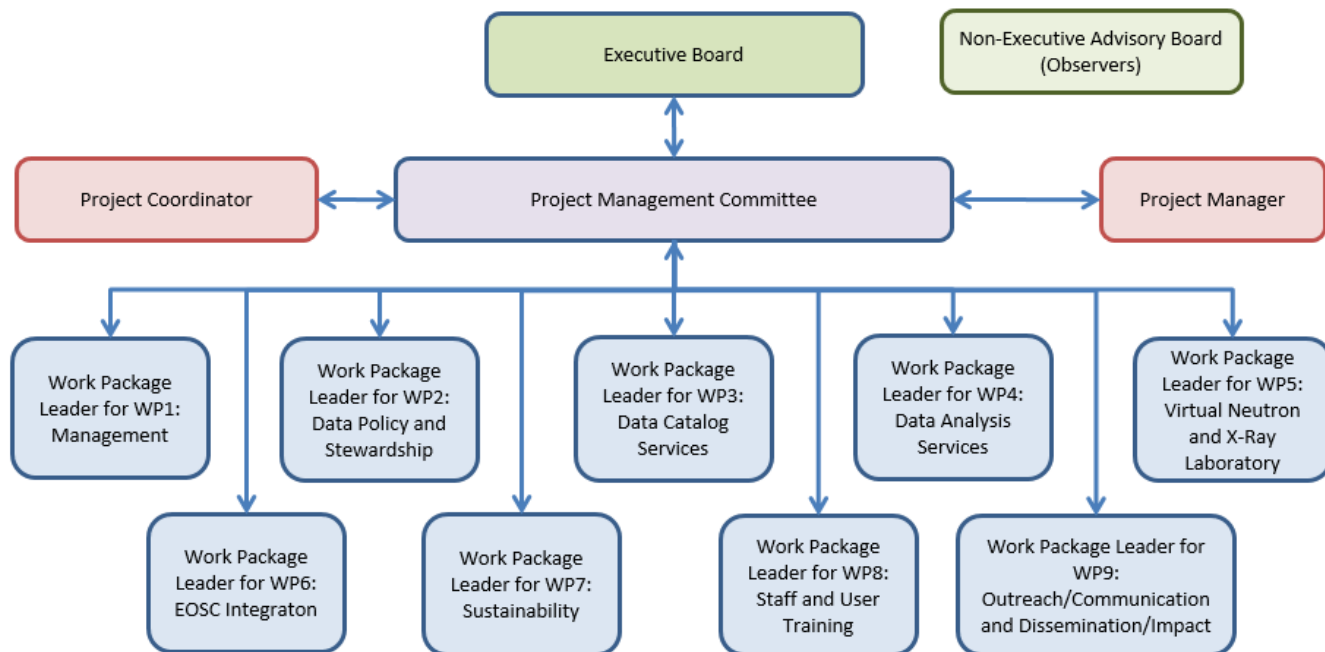 Executive Board
Non-Executive Advisory Board
(Observers)
Project Coordinator
Project Management Committee
Project Manager
Work Package
Leader for WP1:
Management
Work Package
Leader for WP2:
Data Policy and
Stewardship
Work Package
Leader for WP3:
Data Catalog
Services
Work Package
Leader for WP4:
Data Analysis
Services
Work Package
Leader for WP5:
Virtual Neutron
and X-Ray
Laboratory
Work Package
Leader for WP6:
EOSC Integraton
Work Package
Leader for WP7:
Sustainability
Work Package
Leader for WP8:
Staff and User
Training
Work Package Leader for
WP9:
Outreach/Communication
and Dissemination/Impact